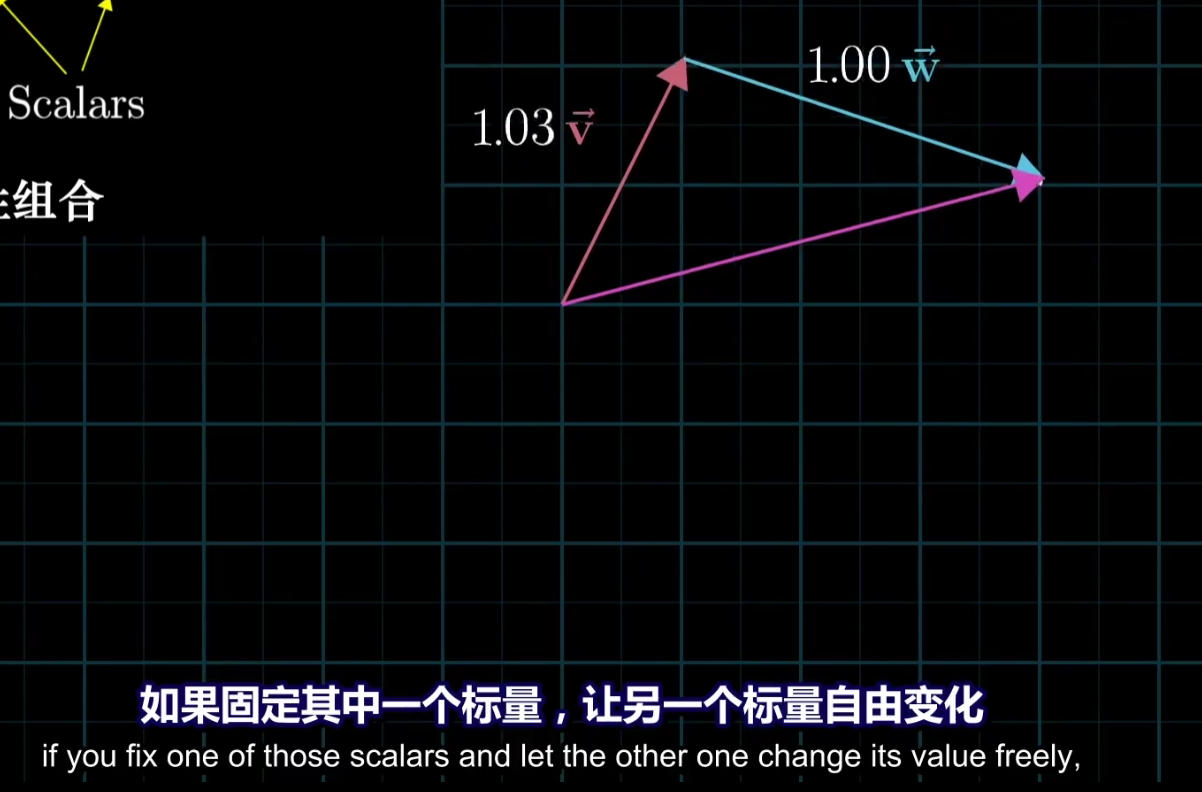 Scalars
1.03 v⃗
1.00 w⃗
组合
如果固定其中一个标量，让另一个标量自由变化
if you fix one of those scalars and let the other one change its value freely,